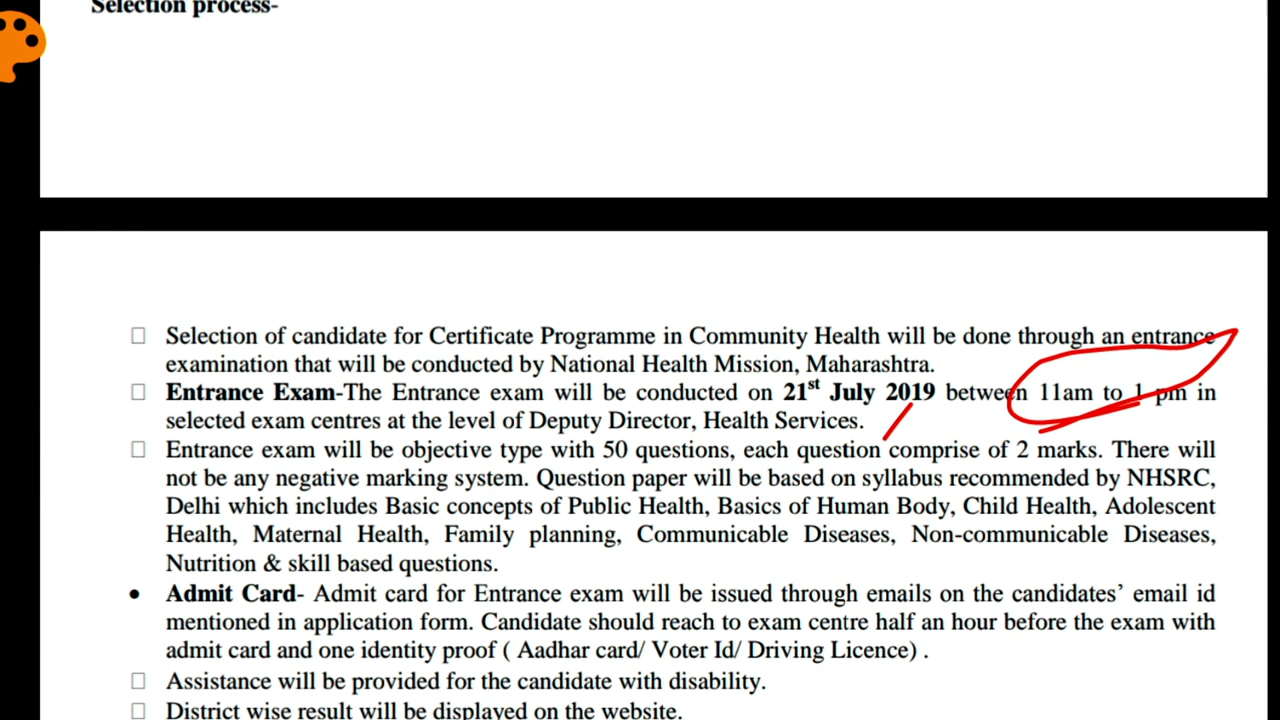 Selection process-
Selection of candidate for Certificate Programme in Community Health will be done through an entrance
examination that will be conducted by National Health Mission, Maharashtra.
Entrance Exam-The Entrance exam will be conducted on 21st July 2019 between 11am to 1 pm in
selected exam centres at the level of Deputy Director, Health Services.
Entrance exam will be objective type with 50 questions, each question comprise of 2 marks. There will
not be any negative marking system. Question paper will be based on syllabus recommended by NHSRC,
Delhi which includes Basic concepts of Public Health, Basics of Human Body, Child Health, Adolescent
Health, Maternal Health, Family planning, Communicable Diseases, Non-communicable Diseases,
Nutrition & skill based questions.
• Admit Card- Admit card for Entrance exam will be issued through emails on the candidates’ email id
mentioned in application form. Candidate should reach to exam centre half an hour before the exam with
admit card and one identity proof ( Aadhar card/ Voter Id/ Driving Licence) .
Assistance will be provided for the candidate with disability.
District wise result will be displayed on the website.